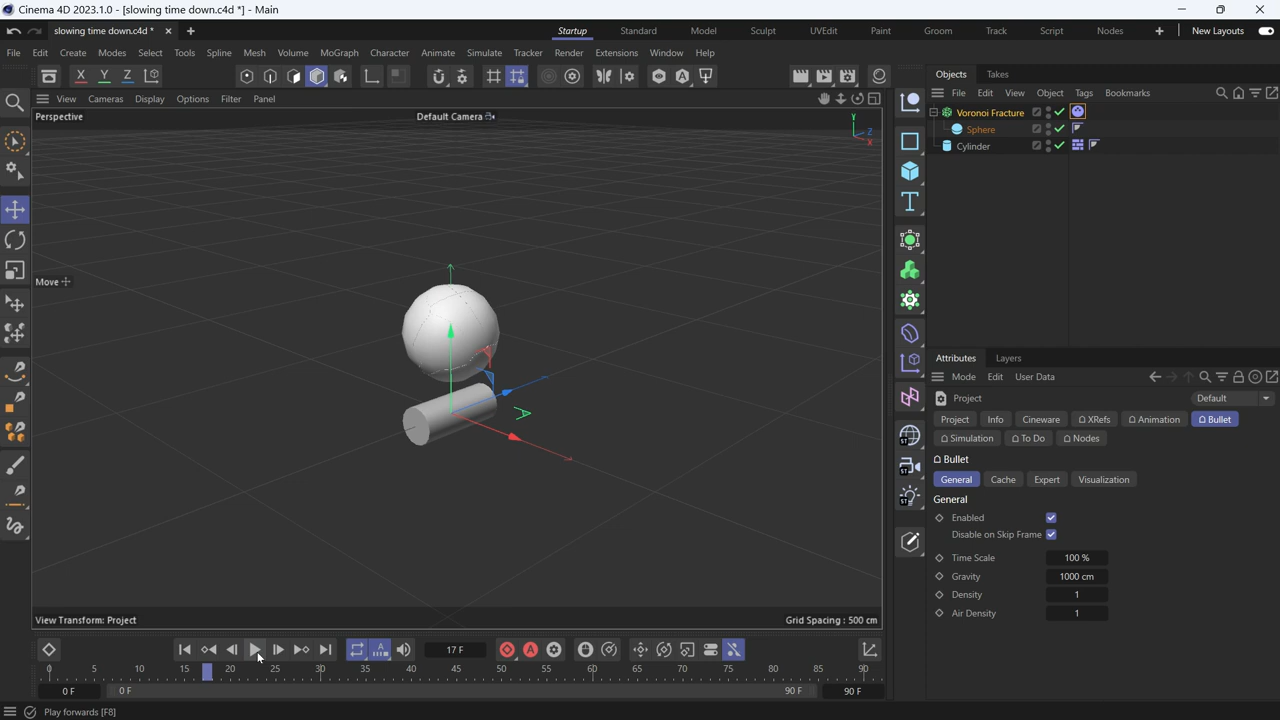 Cinema 4D 2023.1.0 - [slowing time down.c4d *] - Main
slowing time down.c4d *
Startup Standard Model Sculpt UVEdit Paint Groom Track Script Nodes New Layouts
File Edit Create Modes Select Tools Spline Mesh Volume MoGraph Character Animate Simulate Tracker Render Extensions Window Help
X Y Z
Objects Takes
View Cameras Display Options Filter Panel
File Edit View Object Tags Bookmarks
Perspective
Default Camera
Y
Z
X
Voronoi Fracture
Sphere
Cylinder
Move
Attributes Layers
Mode Edit User Data
Project
Default
Project Info Cineware XRefs Animation Bullet
Simulation To Do Nodes
Bullet
General Cache Expert Visualization
General
Enabled
Disable on Skip Frame
Time Scale 100 %
Gravity 1000 cm
Density 1
Air Density 1
View Transform: Project
Grid Spacing : 500 cm
17 F
0 5 10 15 20 25 30 35 40 45 50 55 60 65 70 75 80 85 90
0 F 0 F 90 F 90 F
Play forwards [F8]